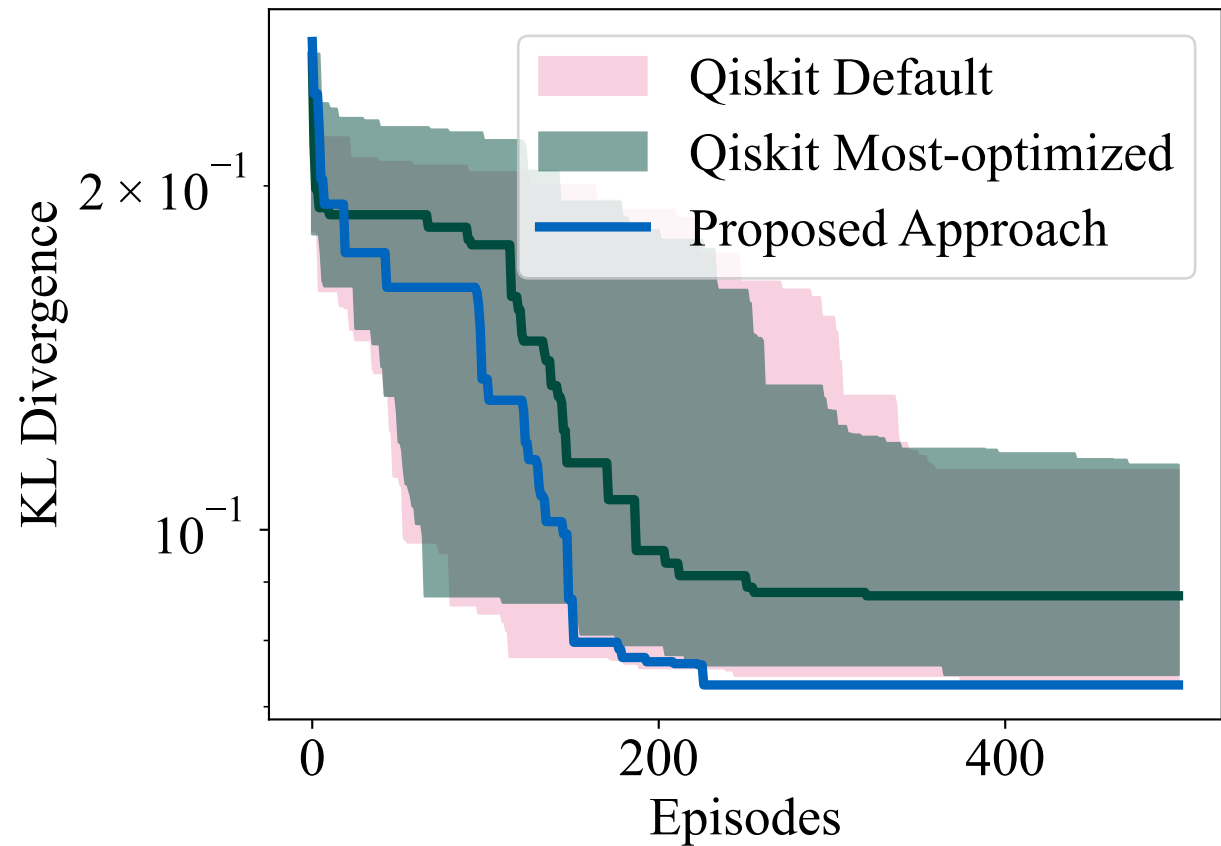 Qiskit Default
Qiskit Most-optimized
Proposed Approach
2 × 10⁻¹
10⁻¹
KL Divergence
0 200 400
Episodes